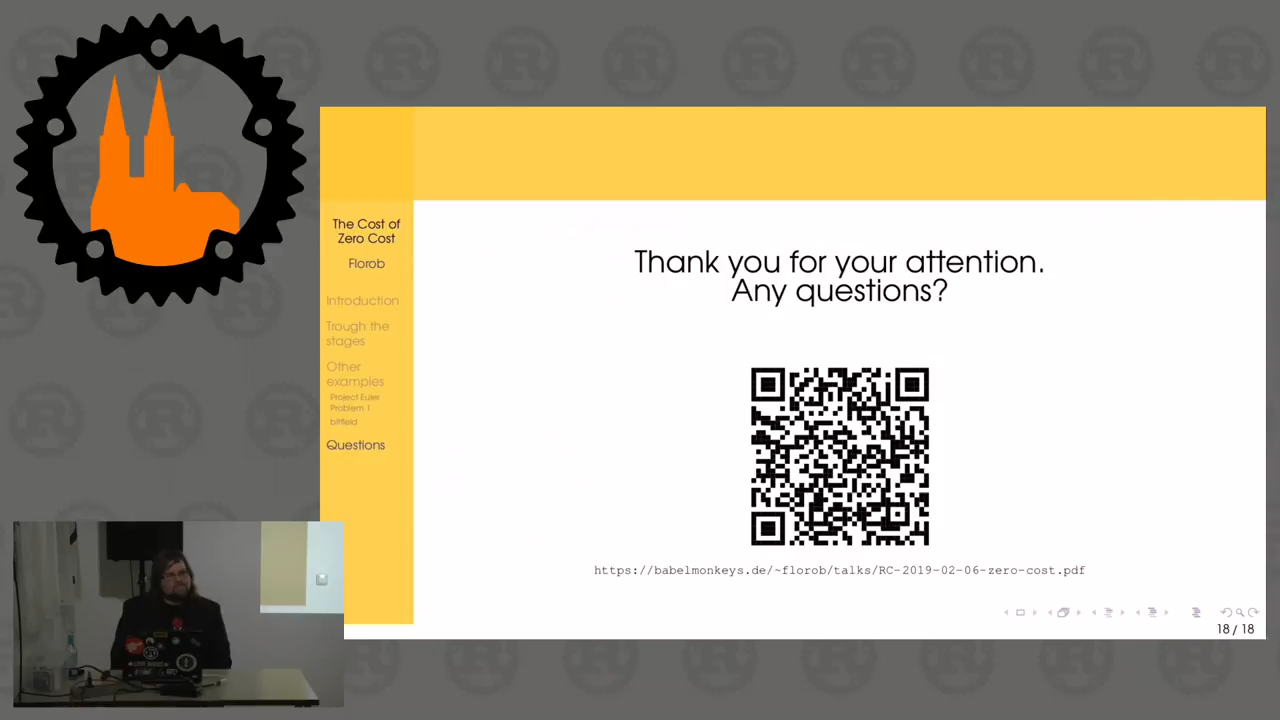 The Cost of
Zero Cost
Florob
Introduction
Trough the
stages
Other
examples
Project Euler
Problem 1
bitfield
Questions
Thank you for your attention.
Any questions?
https://babelmonkeys.de/~florob/talks/RC-2019-02-06-zero-cost.pdf
18 / 18